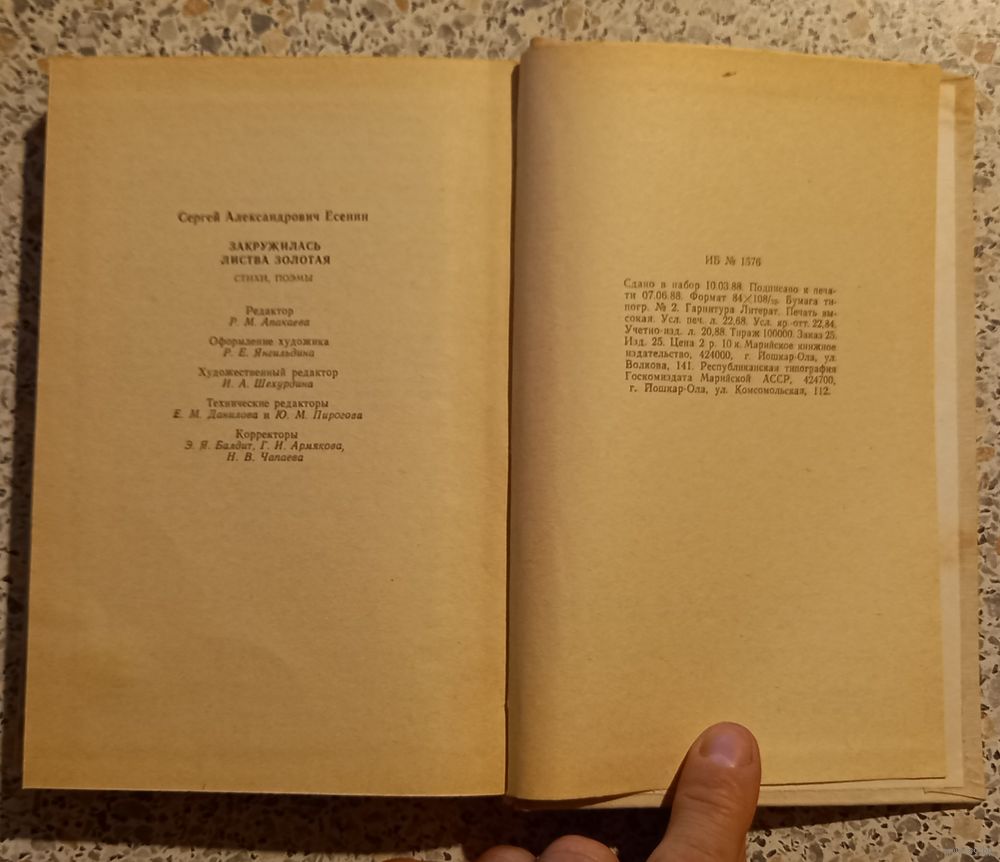 Сергей Александрович Есенин
ЗАКРУЖИЛАСЬ
ЛИСТВА ЗОЛОТАЯ
СТИХИ, ПОЭМЫ
Редактор
Р. М. Апакаева
Оформление художника
Р. Е. Янгильдина
Художественный редактор
И. А. Шехурдина
Технические редакторы
Е. М. Данилова и Ю. М. Пирогова
Корректоры
Э. Я. Балдит, Г. И. Армякова,
Н. В. Чапаева
ИБ № 1576
Сдано в набор 10.03.88. Подписано к печа-
ти 07.06.88. Формат 84×108/ Бумага ти-
погр. № 2. Гарнитура Литерат. Печать вы-
сокая. Усл. печ. л. 22,68. Усл. кр.-отт. 22,84.
Учетно-изд. л. 20,88. Тираж 100000. Заказ 25.
Изд. 25. Цена 2 р. 10 к. Марийское книжное
издательство, 424000, г. Йошкар-Ола, ул.
Волкова, 141. Республиканская типография
Госкомиздата Марийской АССР, 424700,
г. Йошкар-Ола, ул. Комсомольская, 112.